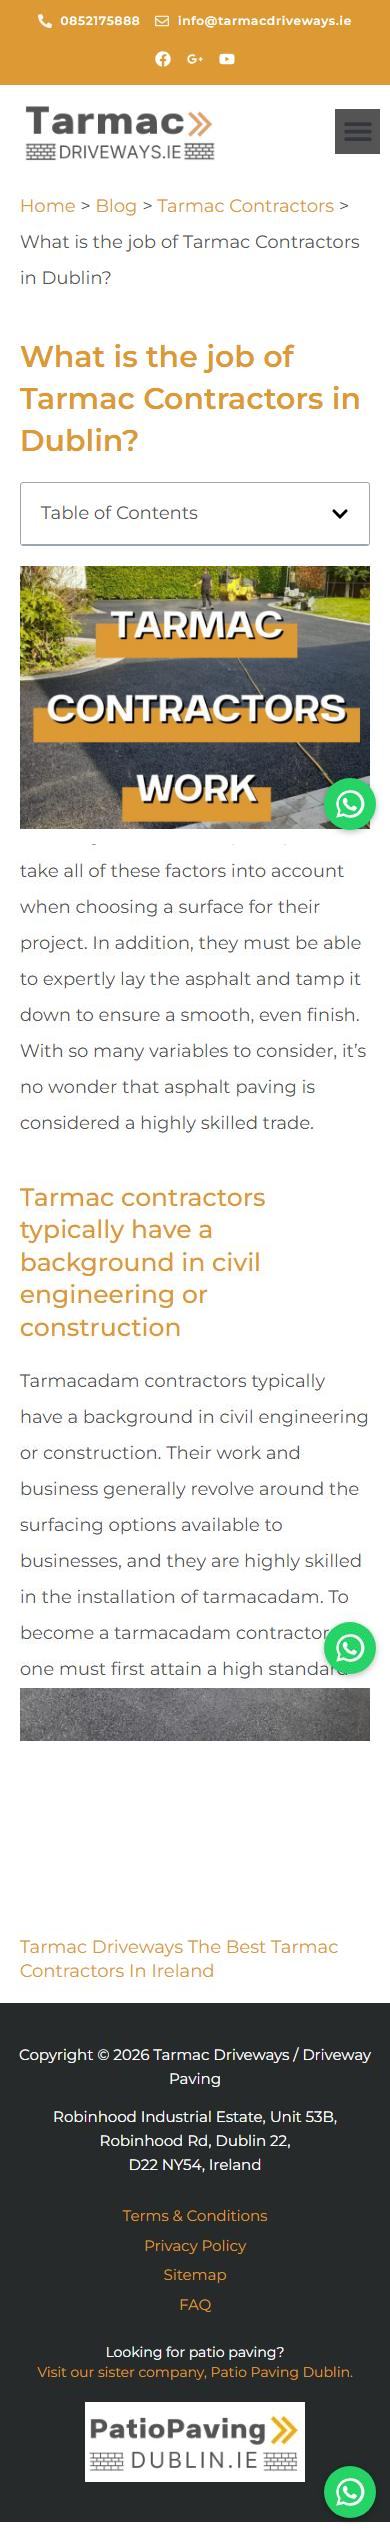 0852175888 info@tarmacdriveways.ie
Tarmac
DRIVEWAYS.IE
Home > Blog > Tarmac Contractors >
What is the job of Tarmac Contractors
in Dublin?
What is the job of
Tarmac Contractors in
Dublin?
Table of Contents
TARMAC
CONTRACTORS
WORK
take all of these factors into account
when choosing a surface for their
project. In addition, they must be able
to expertly lay the asphalt and tamp it
down to ensure a smooth, even finish.
With so many variables to consider, it’s
no wonder that asphalt paving is
considered a highly skilled trade.
Tarmac contractors
typically have a
background in civil
engineering or
construction
Tarmacadam contractors typically
have a background in civil engineering
or construction. Their work and
business generally revolve around the
surfacing options available to
businesses, and they are highly skilled
in the installation of tarmacadam. To
become a tarmacadam contractor
one must first attain a high standard
Tarmac Driveways The Best Tarmac
Contractors In Ireland
Copyright © 2026 Tarmac Driveways / Driveway
Paving
Robinhood Industrial Estate, Unit 53B,
Robinhood Rd, Dublin 22,
D22 NY54, Ireland
Terms & Conditions
Privacy Policy
Sitemap
FAQ
Looking for patio paving?
Visit our sister company, Patio Paving Dublin.
PatioPaving
DUBLIN.IE